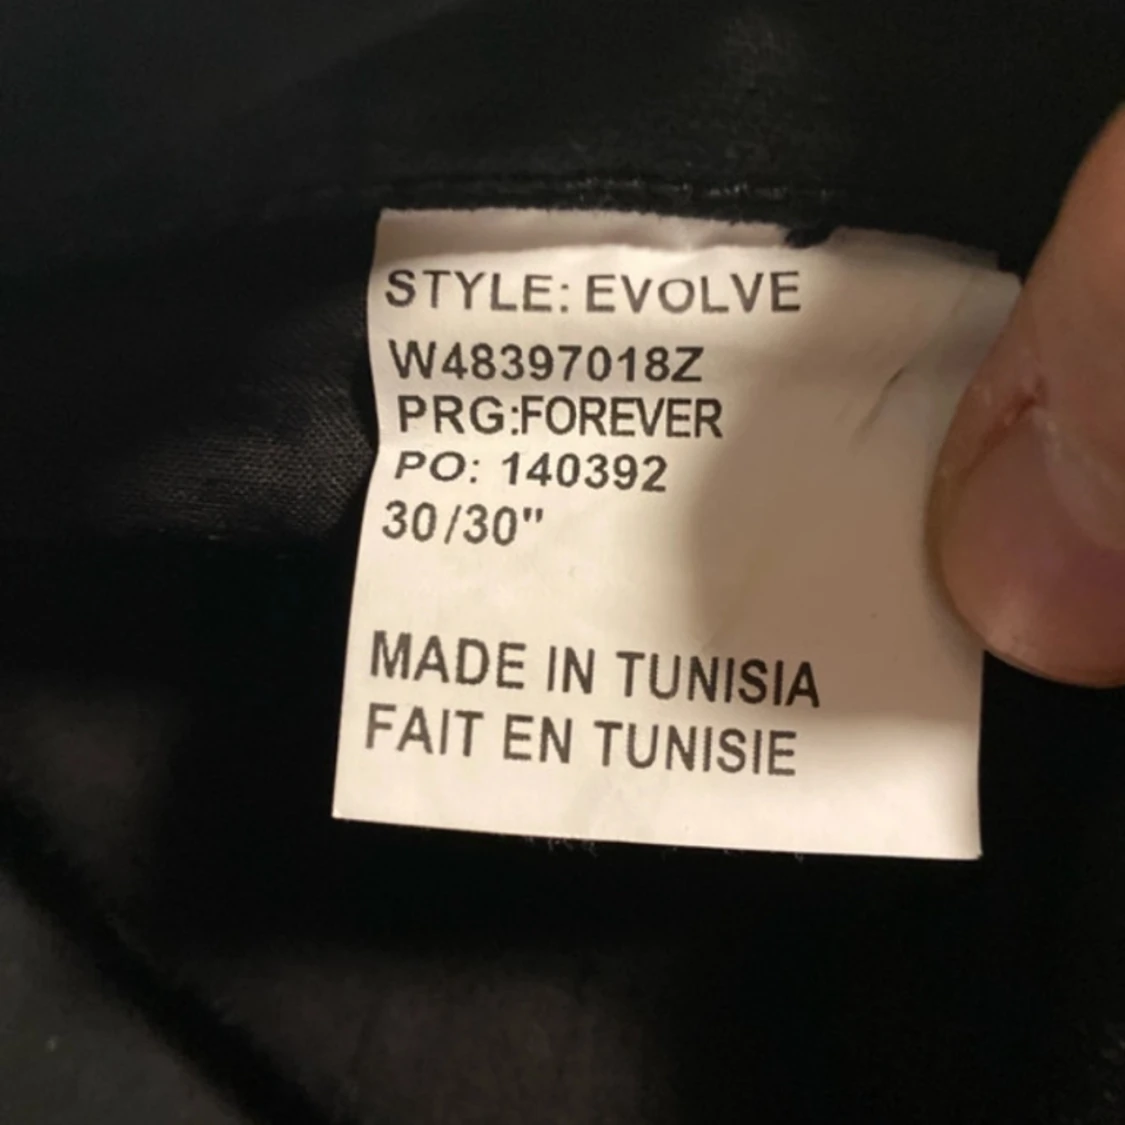 STYLE: EVOLVE
W48397018Z
PRG:FOREVER
PO: 140392
30/30"
MADE IN TUNISIA
FAIT EN TUNISIE